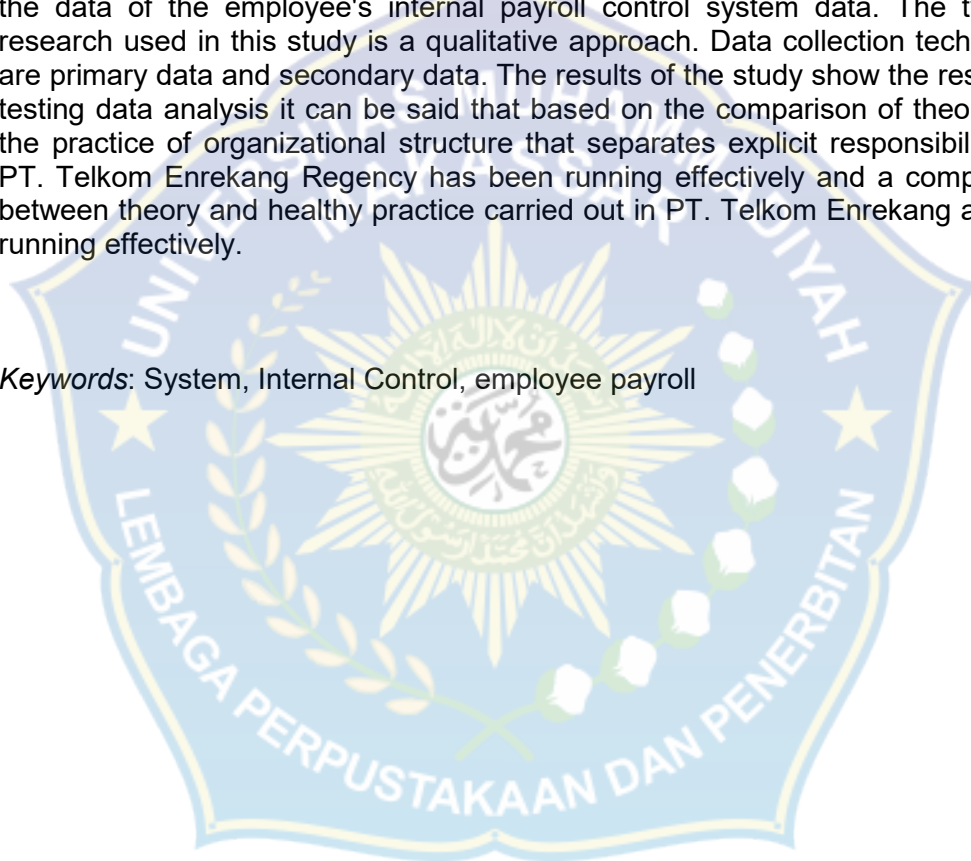 the data of the employee's internal payroll control system data. The t
research used in this study is a qualitative approach. Data collection tech
are primary data and secondary data. The results of the study show the res
testing data analysis it can be said that based on the comparison of theo
the practice of organizational structure that separates explicit responsibil
PT. Telkom Enrekang Regency has been running effectively and a comp
between theory and healthy practice carried out in PT. Telkom Enrekang a
running effectively.
Keywords: System, Internal Control, employee payroll
UNIVERSITAS MUHAMMADIYAH
MAKASSAR
LEMBAGA PERPUSTAKAAN DAN PENERBITAN